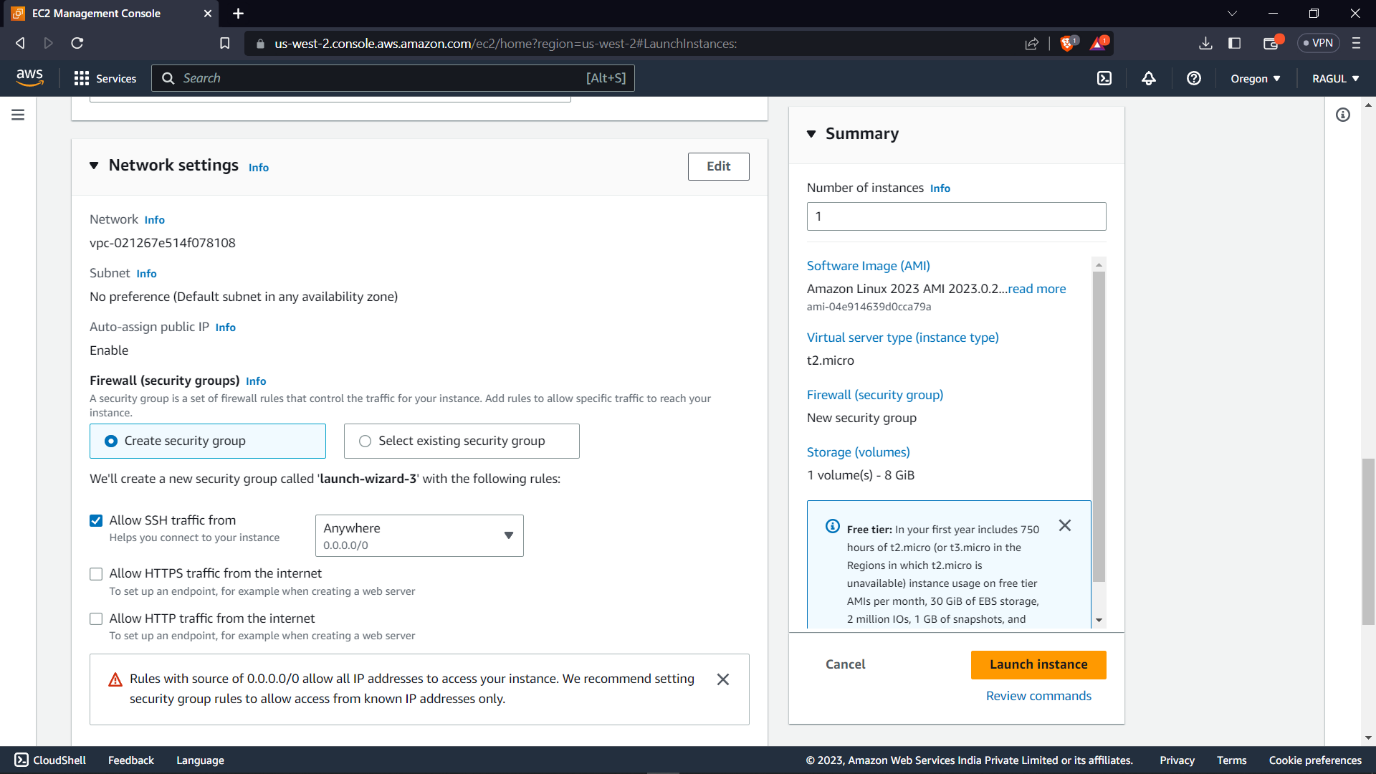 EC2 Management Console
us-west-2.console.aws.amazon.com/ec2/home?region=us-west-2#LaunchInstances:
1
1
VPN
aws
Services
Search
[Alt+S]
Oregon
RAGUL
Network settings Info
Edit
Network Info
vpc-021267e514f078108
Subnet Info
No preference (Default subnet in any availability zone)
Auto-assign public IP Info
Enable
Firewall (security groups) Info
A security group is a set of firewall rules that control the traffic for your instance. Add rules to allow specific traffic to reach your
instance.
Create security group
Select existing security group
We'll create a new security group called 'launch-wizard-3' with the following rules:
Allow SSH traffic from
Helps you connect to your instance
Anywhere
0.0.0.0/0
Allow HTTPS traffic from the internet
To set up an endpoint, for example when creating a web server
Allow HTTP traffic from the internet
To set up an endpoint, for example when creating a web server
Rules with source of 0.0.0.0/0 allow all IP addresses to access your instance. We recommend setting
security group rules to allow access from known IP addresses only.
Summary
Number of instances Info
1
Software Image (AMI)
Amazon Linux 2023 AMI 2023.0.2...read more
ami-04e914639d0cca79a
Virtual server type (instance type)
t2.micro
Firewall (security group)
New security group
Storage (volumes)
1 volume(s) - 8 GiB
Free tier: In your first year includes 750
hours of t2.micro (or t3.micro in the
Regions in which t2.micro is
unavailable) instance usage on free tier
AMIs per month, 30 GiB of EBS storage,
2 million IOs, 1 GB of snapshots, and
Cancel
Launch instance
Review commands
CloudShell
Feedback
Language
© 2023, Amazon Web Services India Private Limited or its affiliates.
Privacy
Terms
Cookie preferences